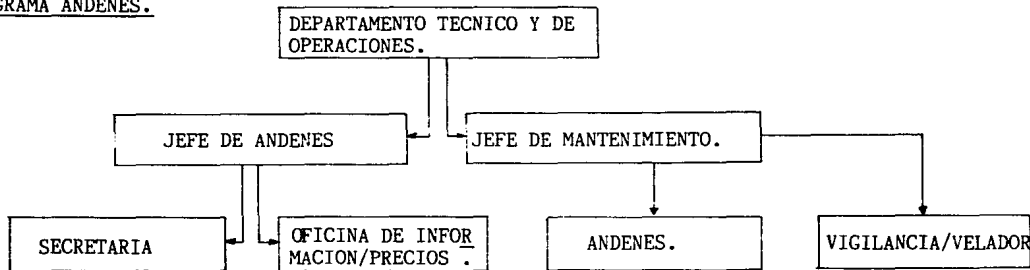 GRAMA ANDENES.
DEPARTAMENTO TECNICO Y DE
OPERACIONES.
JEFE DE ANDENES
JEFE DE MANTENIMIENTO.
SECRETARIA
OFICINA DE INFOR
MACION/PRECIOS .
ANDENES.
VIGILANCIA/VELADOR